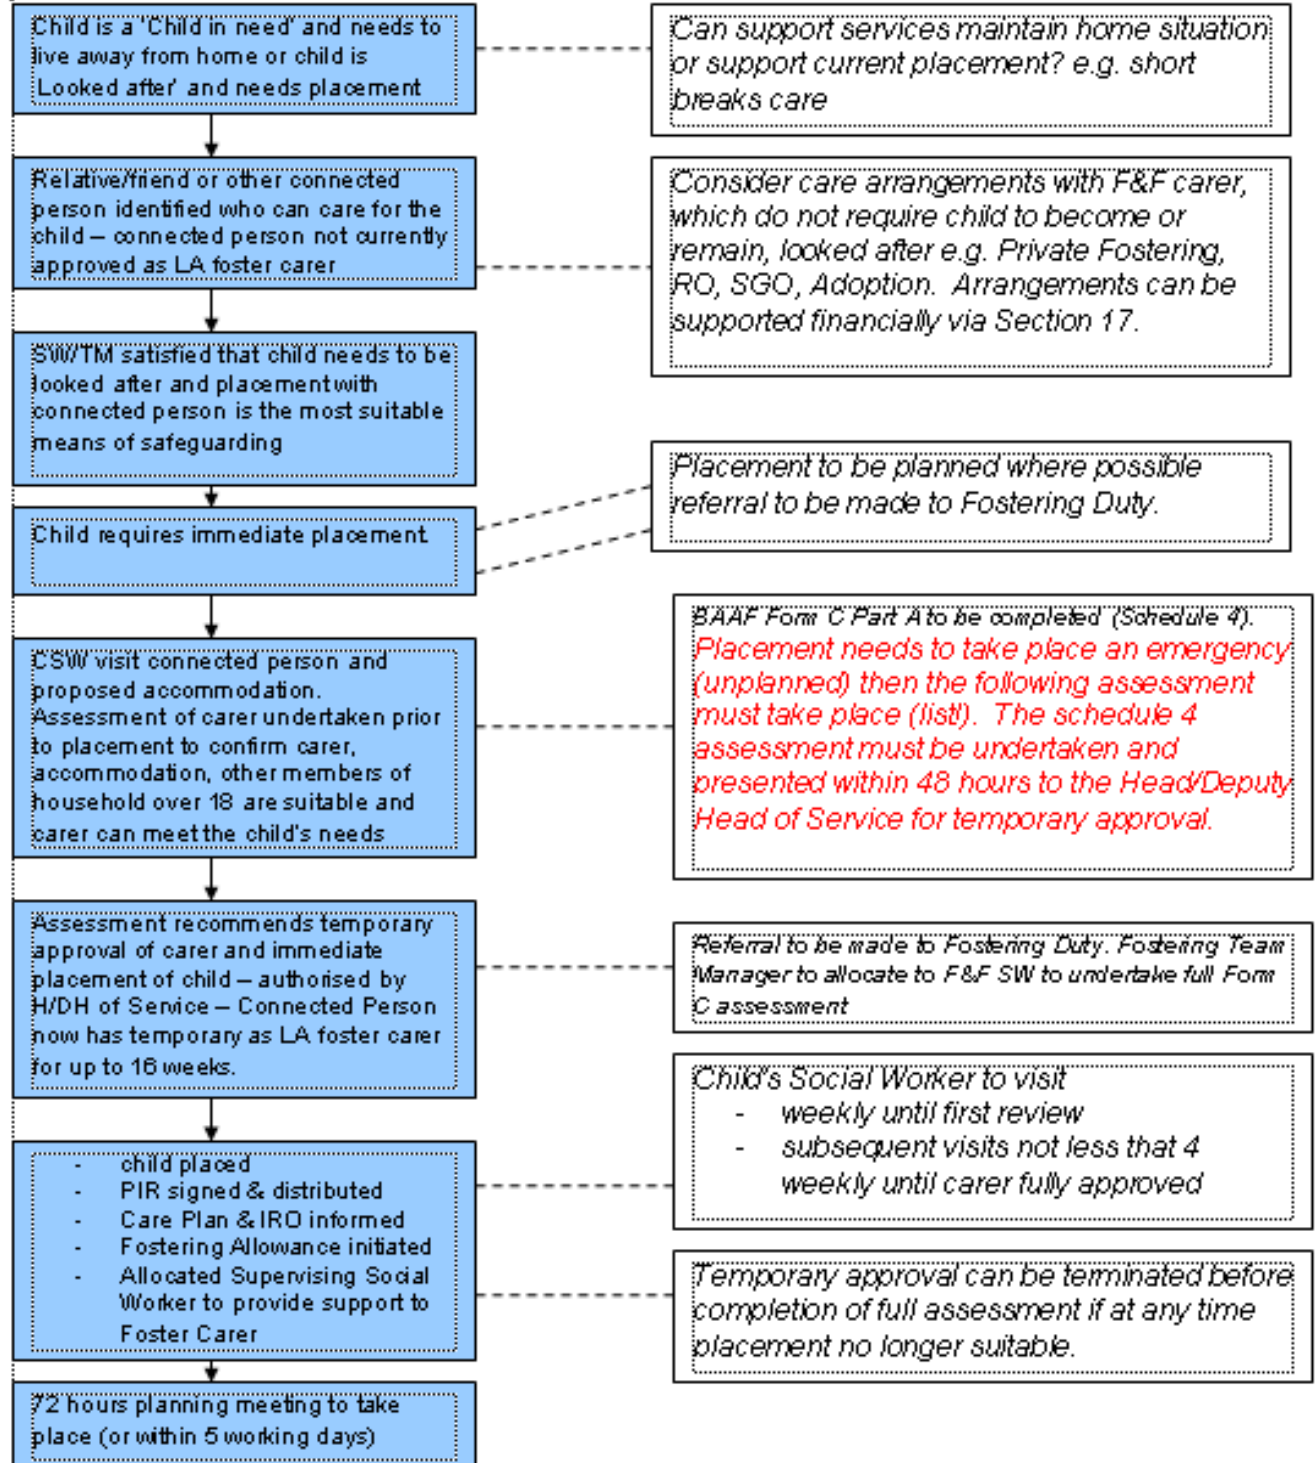 Child is a 'Child in need' and needs to
live away from home or child is
'Looked after' and needs placement
Can support services maintain home situation
or support current placement? e.g. short
breaks care
Relative/friend or other connected
person identified who can care for the
child – connected person not currently
approved as LA foster carer
Consider care arrangements with F&F carer,
which do not require child to become or
remain, looked after e.g. Private Fostering,
RO, SGO, Adoption.  Arrangements can be
supported financially via Section 17.
SW/TM satisfied that child needs to be
looked after and placement with
connected person is the most suitable
means of safeguarding
Placement to be planned where possible
referral to be made to Fostering Duty.
Child requires immediate placement.
CSW visit connected person and
proposed accommodation.
Assessment of carer undertaken prior
to placement to confirm carer,
accommodation, other members of
household over 18 are suitable and
carer can meet the child's needs
BAAF Form C Part A to be completed (Schedule 4).
Placement needs to take place an emergency
(unplanned) then the following assessment
must take place (listl).  The schedule 4
assessment must be undertaken and
presented within 48 hours to the Head/Deputy
Head of Service for temporary approval.
Assessment recommends temporary
approval of carer and immediate
placement of child – authorised by
H/DH of Service – Connected Person
now has temporary as LA foster carer
for up to 16 weeks.
Referral to be made to Fostering Duty. Fostering Team
Manager to allocate to F&F SW to undertake full Form
C assessment
Child's Social Worker to visit
- weekly until first review
- subsequent visits not less that 4
weekly until carer fully approved
- child placed
- PIR signed & distributed
- Care Plan & IRO informed
- Fostering Allowance initiated
- Allocated Supervising Social
Worker to provide support to
Foster Carer
Temporary approval can be terminated before
completion of full assessment if at any time
placement no longer suitable.
72 hours planning meeting to take
place (or within 5 working days)